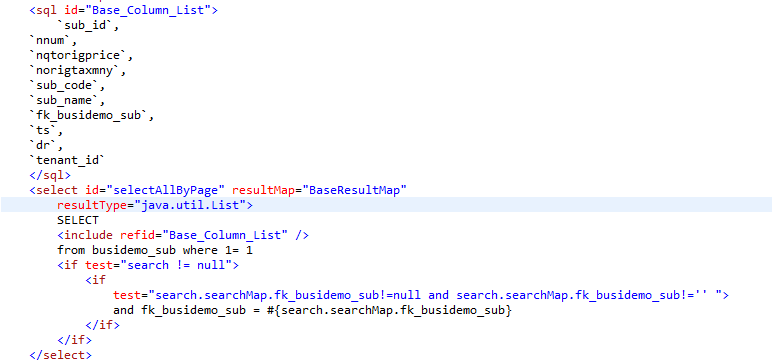 <sql id="Base_Column_List">
`sub_id`,
`nnum`,
`nqtorigprice`,
`norigtaxmny`,
`sub_code`,
`sub_name`,
`fk_busidemo_sub`,
`ts`,
`dr`,
`tenant_id`
</sql>
<select id="selectAllByPage" resultMap="BaseResultMap"
resultType="java.util.List">
SELECT
<include refid="Base_Column_List" />
from busidemo_sub where 1= 1
<if test="search != null">
<if
test="search.searchMap.fk_busidemo_sub!=null and search.searchMap.fk_busidemo_sub!='' ">
and fk_busidemo_sub = #{search.searchMap.fk_busidemo_sub}
</if>
</if>
</select>